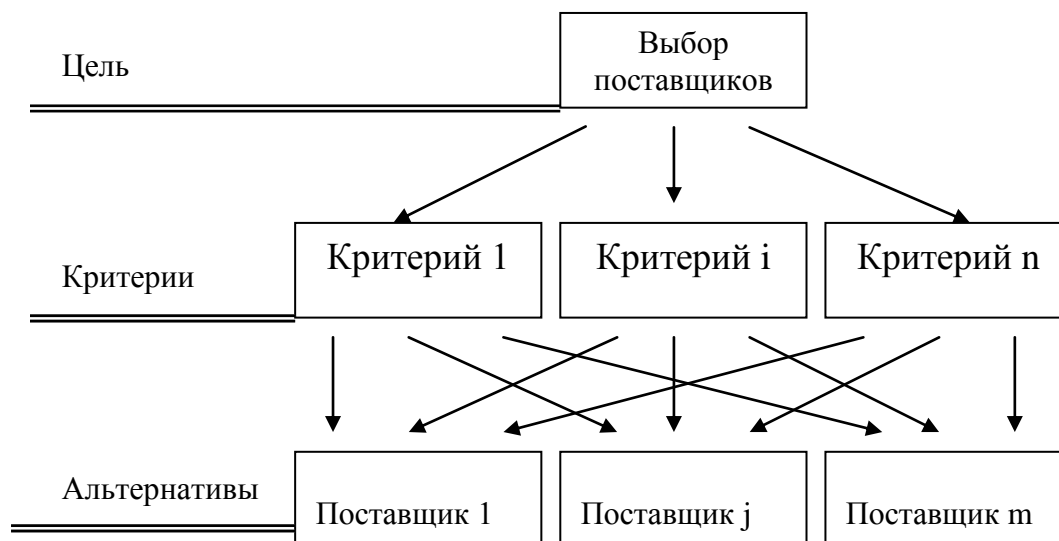 Цель
Выбор
поставщиков
Критерии
Критерий 1
Критерий i
Критерий n
Альтернативы
Поставщик 1
Поставщик j
Поставщик m